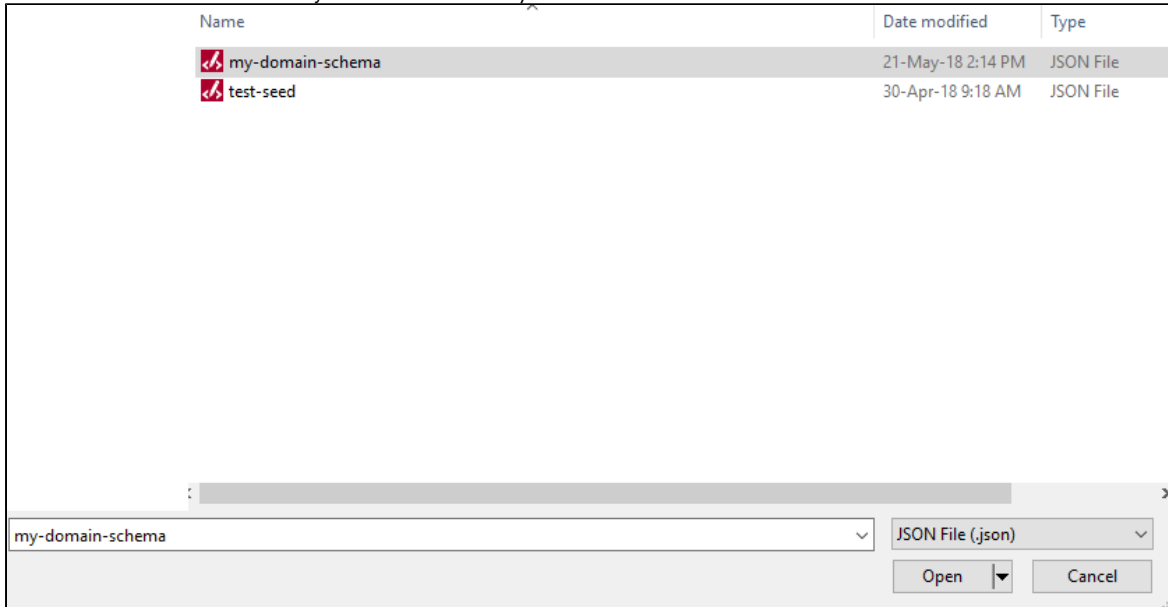 Name Date modified Type
my-domain-schema 21-May-18 2:14 PM JSON File
test-seed 30-Apr-18 9:18 AM JSON File
my-domain-schema JSON File (.json)
Open Cancel